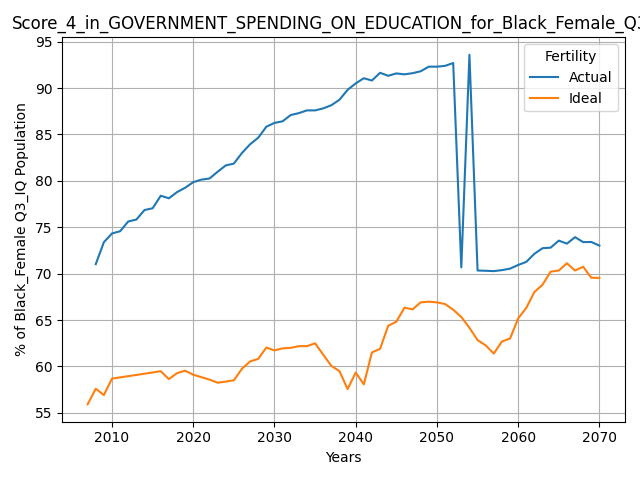 Score_4_in_GOVERNMENT_SPENDING_ON_EDUCATION_for_Black_Female_Q3
95
90
85
80
75
70
65
60
55
% of Black_Female Q3_IQ Population
Fertility
Actual
Ideal
2010 2020 2030 2040 2050 2060 2070
Years